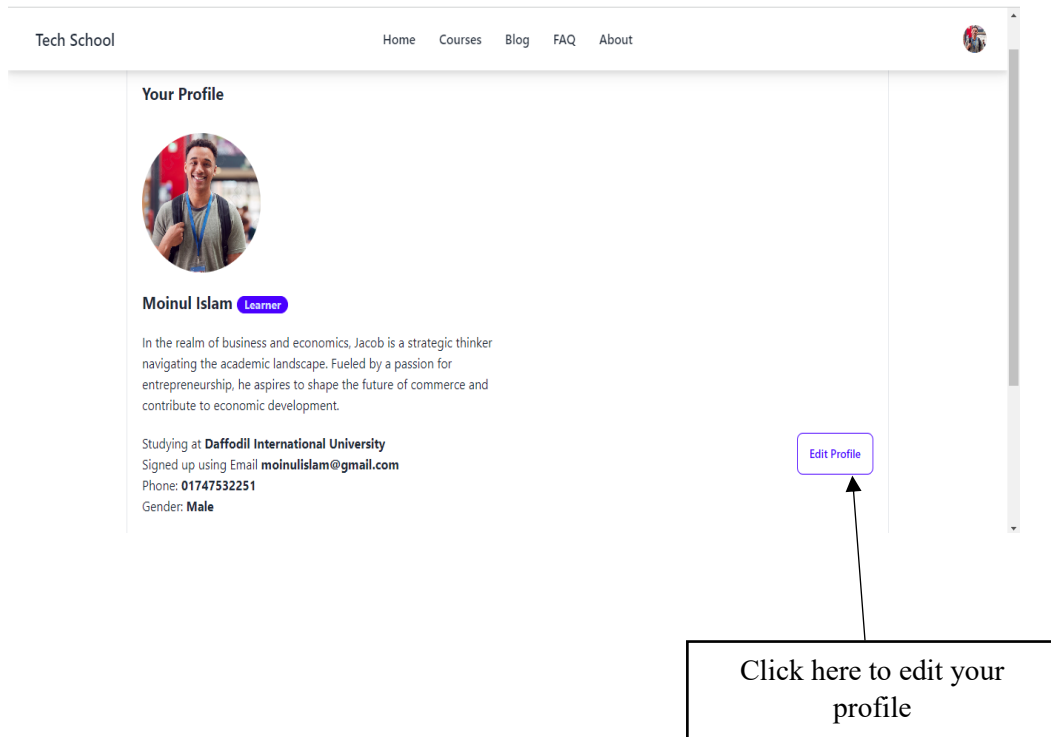 Tech School Home Courses Blog FAQ About
Your Profile
Moinul Islam Learner
In the realm of business and economics, Jacob is a strategic thinker
navigating the academic landscape. Fueled by a passion for
entrepreneurship, he aspires to shape the future of commerce and
contribute to economic development.
Studying at Daffodil International University
Signed up using Email moinulislam@gmail.com
Phone: 01747532251
Gender: Male
Edit Profile
Click here to edit your
profile